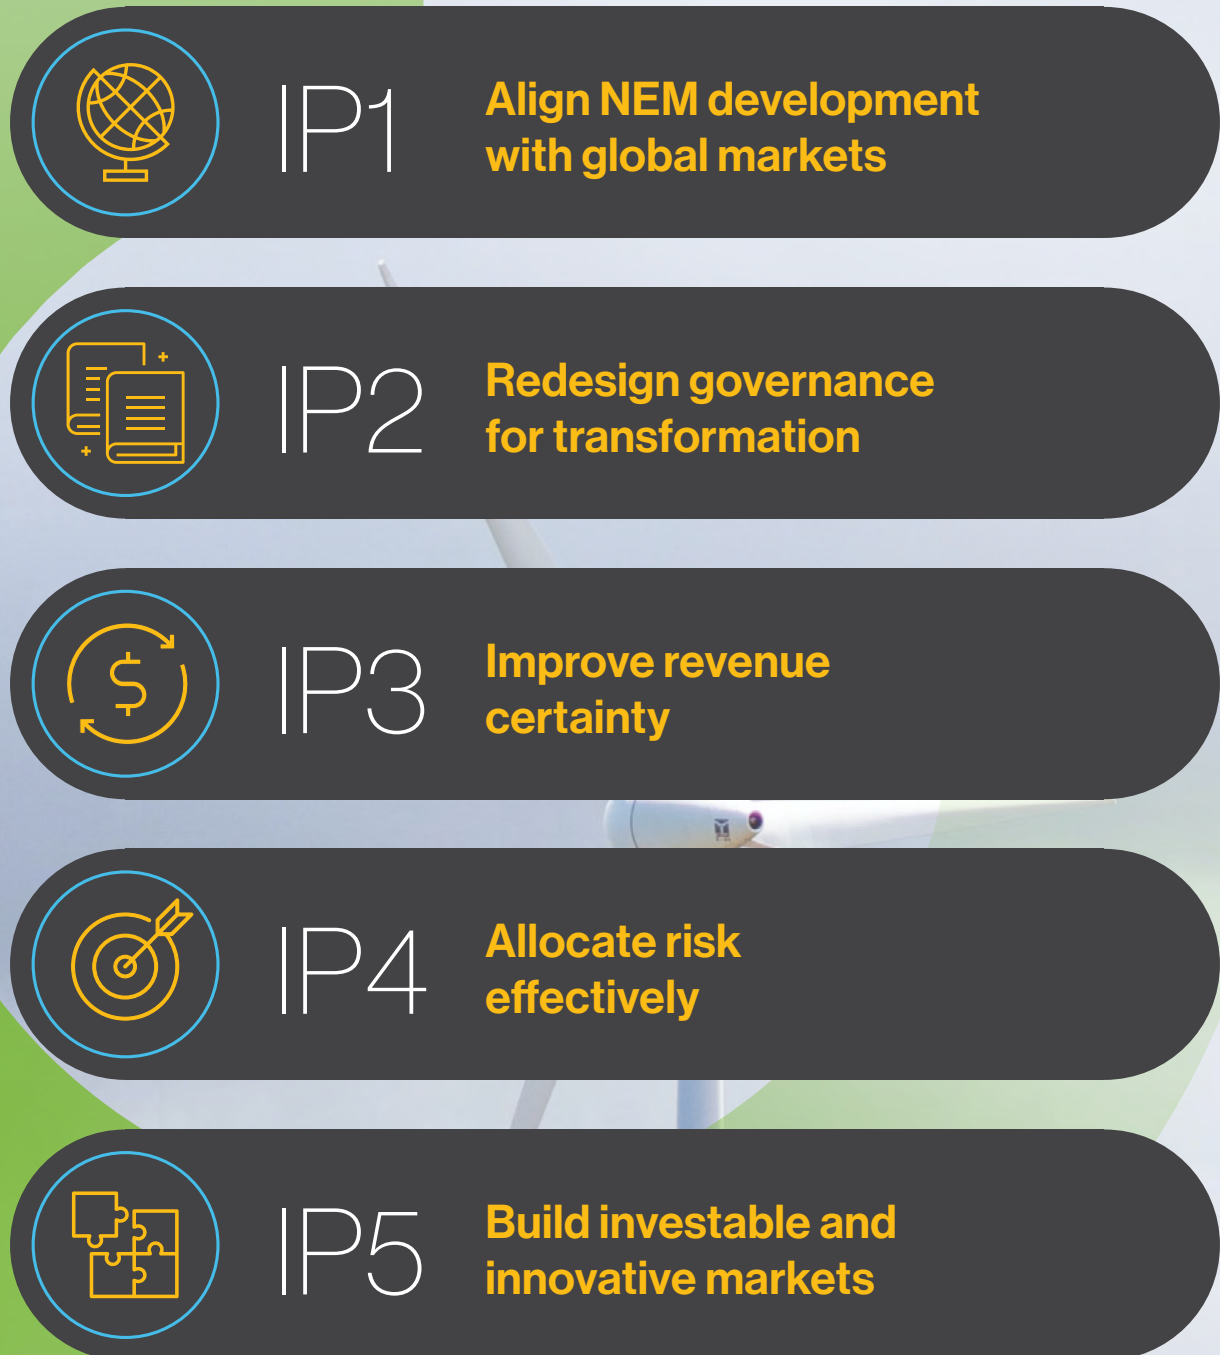 IP1
Align NEM development
with global markets
IP2
Redesign governance
for transformation
IP3
Improve revenue
certainty
IP4
Allocate risk
effectively
IP5
Build investable and
innovative markets